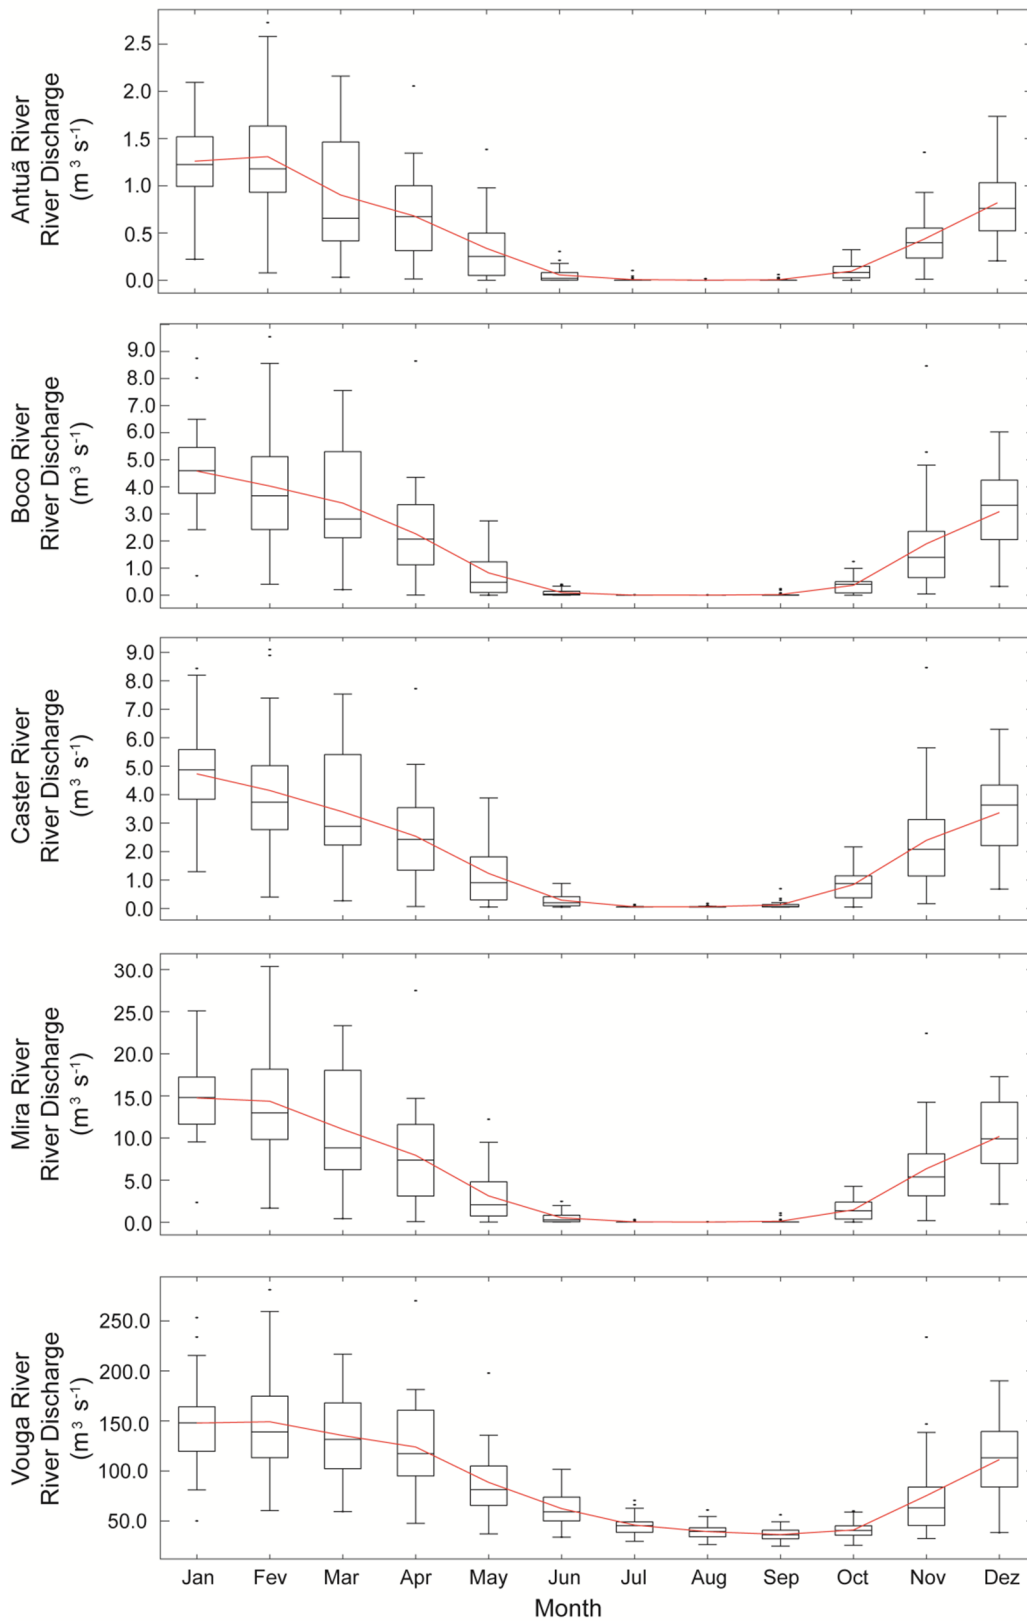 Antuã River
River Discharge
(m³ s⁻¹)
2.5
2.0
1.5
1.0
0.5
0.0
Boco River
River Discharge
(m³ s⁻¹)
9.0
8.0
7.0
6.0
5.0
4.0
3.0
2.0
1.0
0.0
Caster River
River Discharge
(m³ s⁻¹)
9.0
8.0
7.0
6.0
5.0
4.0
3.0
2.0
1.0
0.0
Mira River
River Discharge
(m³ s⁻¹)
30.0
25.0
20.0
15.0
10.0
5.0
0.0
Vouga River
River Discharge
(m³ s⁻¹)
250.0
200.0
150.0
100.0
50.0
Jan Fev Mar Apr May Jun Jul Aug Sep Oct Nov Dez
Month